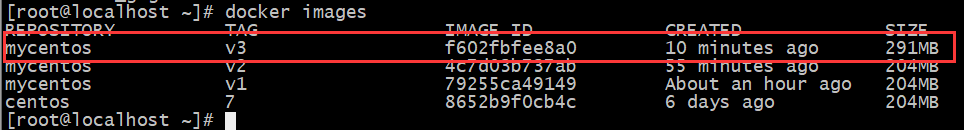 [root@localhost ~]# docker images
REPOSITORY TAG IMAGE ID CREATED SIZE
mycentos v3 f602fbfee8a0 10 minutes ago 291MB
mycentos v2 4c7d03b737ab 55 minutes ago 204MB
mycentos v1 79255ca49149 About an hour ago 204MB
centos 7 8652b9f0cb4c 6 days ago 204MB
[root@localhost ~]#